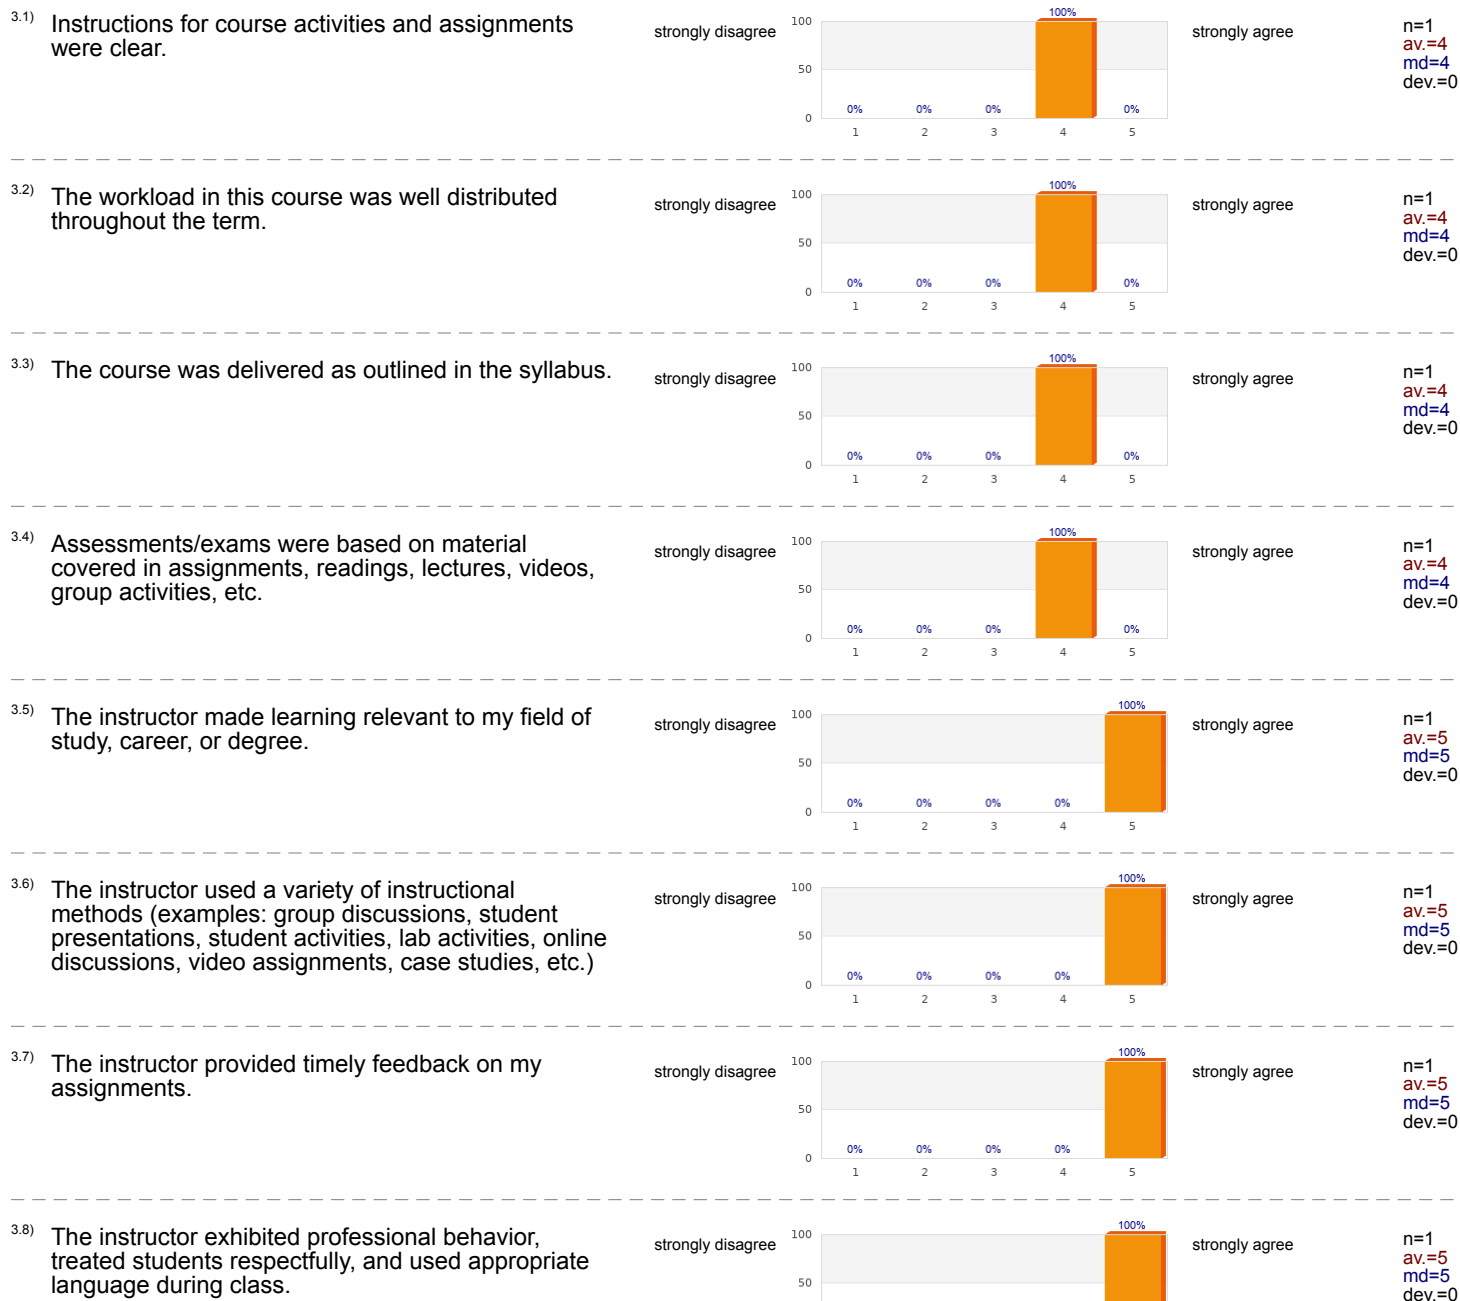 3.1) Instructions for course activities and assignments
were clear.
strongly disagree
100
50
0
0%
0%
0%
100%
0%
1
2
3
4
5
strongly agree
n=1
av.=4
md=4
dev.=0
3.2) The workload in this course was well distributed
throughout the term.
strongly disagree
100
50
0
0%
0%
0%
100%
0%
1
2
3
4
5
strongly agree
n=1
av.=4
md=4
dev.=0
3.3) The course was delivered as outlined in the syllabus.
strongly disagree
100
50
0
0%
0%
0%
100%
0%
1
2
3
4
5
strongly agree
n=1
av.=4
md=4
dev.=0
3.4) Assessments/exams were based on material
covered in assignments, readings, lectures, videos,
group activities, etc.
strongly disagree
100
50
0
0%
0%
0%
100%
0%
1
2
3
4
5
strongly agree
n=1
av.=4
md=4
dev.=0
3.5) The instructor made learning relevant to my field of
study, career, or degree.
strongly disagree
100
50
0
0%
0%
0%
0%
100%
1
2
3
4
5
strongly agree
n=1
av.=5
md=5
dev.=0
3.6) The instructor used a variety of instructional
methods (examples: group discussions, student
presentations, student activities, lab activities, online
discussions, video assignments, case studies, etc.)
strongly disagree
100
50
0
0%
0%
0%
0%
100%
1
2
3
4
5
strongly agree
n=1
av.=5
md=5
dev.=0
3.7) The instructor provided timely feedback on my
assignments.
strongly disagree
100
50
0
0%
0%
0%
0%
100%
1
2
3
4
5
strongly agree
n=1
av.=5
md=5
dev.=0
3.8) The instructor exhibited professional behavior,
treated students respectfully, and used appropriate
language during class.
strongly disagree
100
50
100%
strongly agree
n=1
av.=5
md=5
dev.=0